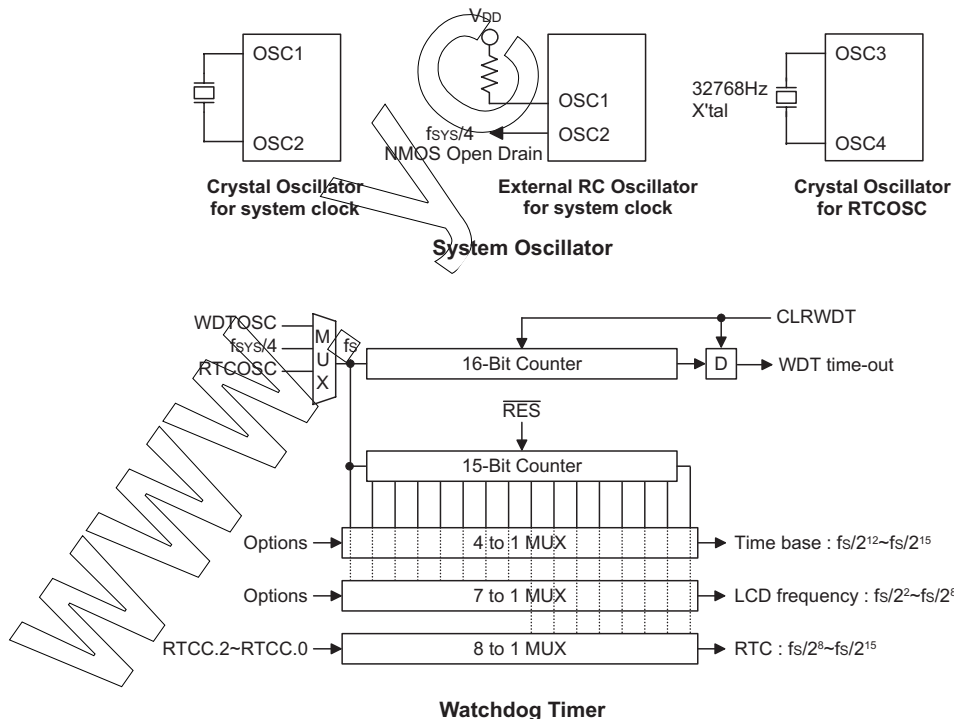 VDD
OSC1
OSC2
fSYS/4
NMOS Open Drain
OSC1
OSC2
32768Hz
X'tal
OSC3
OSC4
Crystal Oscillator
for system clock
External RC Oscillator
for system clock
Crystal Oscillator
for RTCOSC
System Oscillator
WDTOSC
fSYS/4
RTCOSC
MUX
fs
16-Bit Counter
CLRWDT
D
WDT time-out
RES
15-Bit Counter
Options
4 to 1 MUX
Time base : fs/2¹²~fs/2¹⁵
Options
7 to 1 MUX
LCD frequency : fs/2²~fs/2⁸
RTCC.2~RTCC.0
8 to 1 MUX
RTC : fs/2⁸~fs/2¹⁵
Watchdog Timer
www.yc